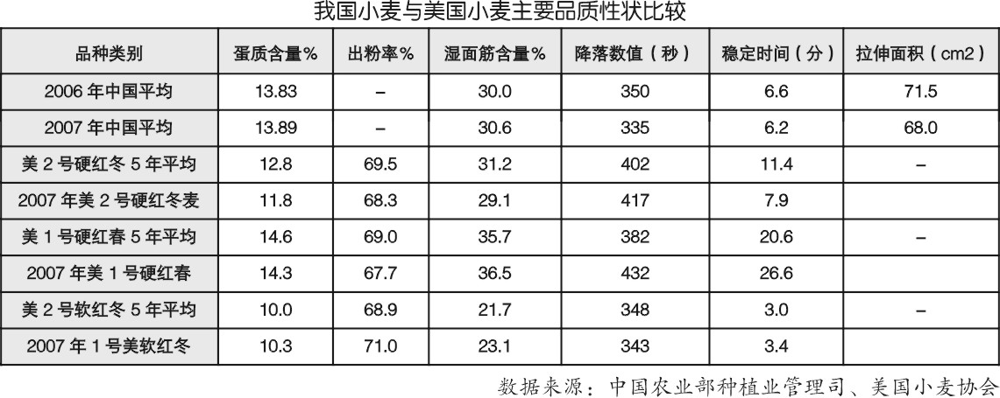 我国小麦与美国小麦主要品质性状比较
品种类别 蛋质含量% 出粉率% 湿面筋含量% 降落数值（秒） 稳定时间（分） 拉伸面积（cm2）
2006 年中国平均 13.83 – 30.0 350 6.6 71.5
2007 年中国平均 13.89 – 30.6 335 6.2 68.0
美 2 号硬红冬 5 年平均 12.8 69.5 31.2 402 11.4 –
2007 年美 2 号硬红冬麦 11.8 68.3 29.1 417 7.9
美 1 号硬红春 5 年平均 14.6 69.0 35.7 382 20.6 –
2007 年美 1 号硬红春 14.3 67.7 36.5 432 26.6
美 2 号软红冬 5 年平均 10.0 68.9 21.7 348 3.0 –
2007 年 1 号美软红冬 10.3 71.0 23.1 343 3.4
数据来源：中国农业部种植业管理司、美国小麦协会